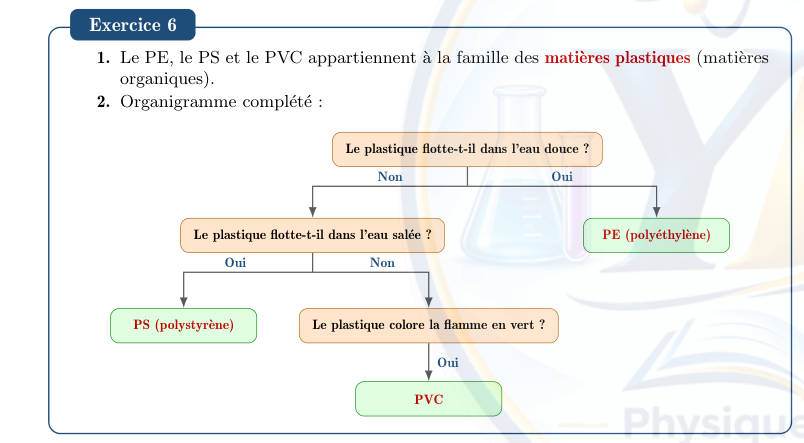 Exercice 6
1. Le PE, le PS et le PVC appartiennent à la famille des matières plastiques (matières
organiques).
2. Organigramme complété :
Le plastique flotte-t-il dans l'eau douce ?
Non
Oui
Le plastique flotte-t-il dans l'eau salée ?
PE (polyéthylène)
Oui
Non
PS (polystyrène)
Le plastique colore la flamme en vert ?
Oui
PVC
Physique